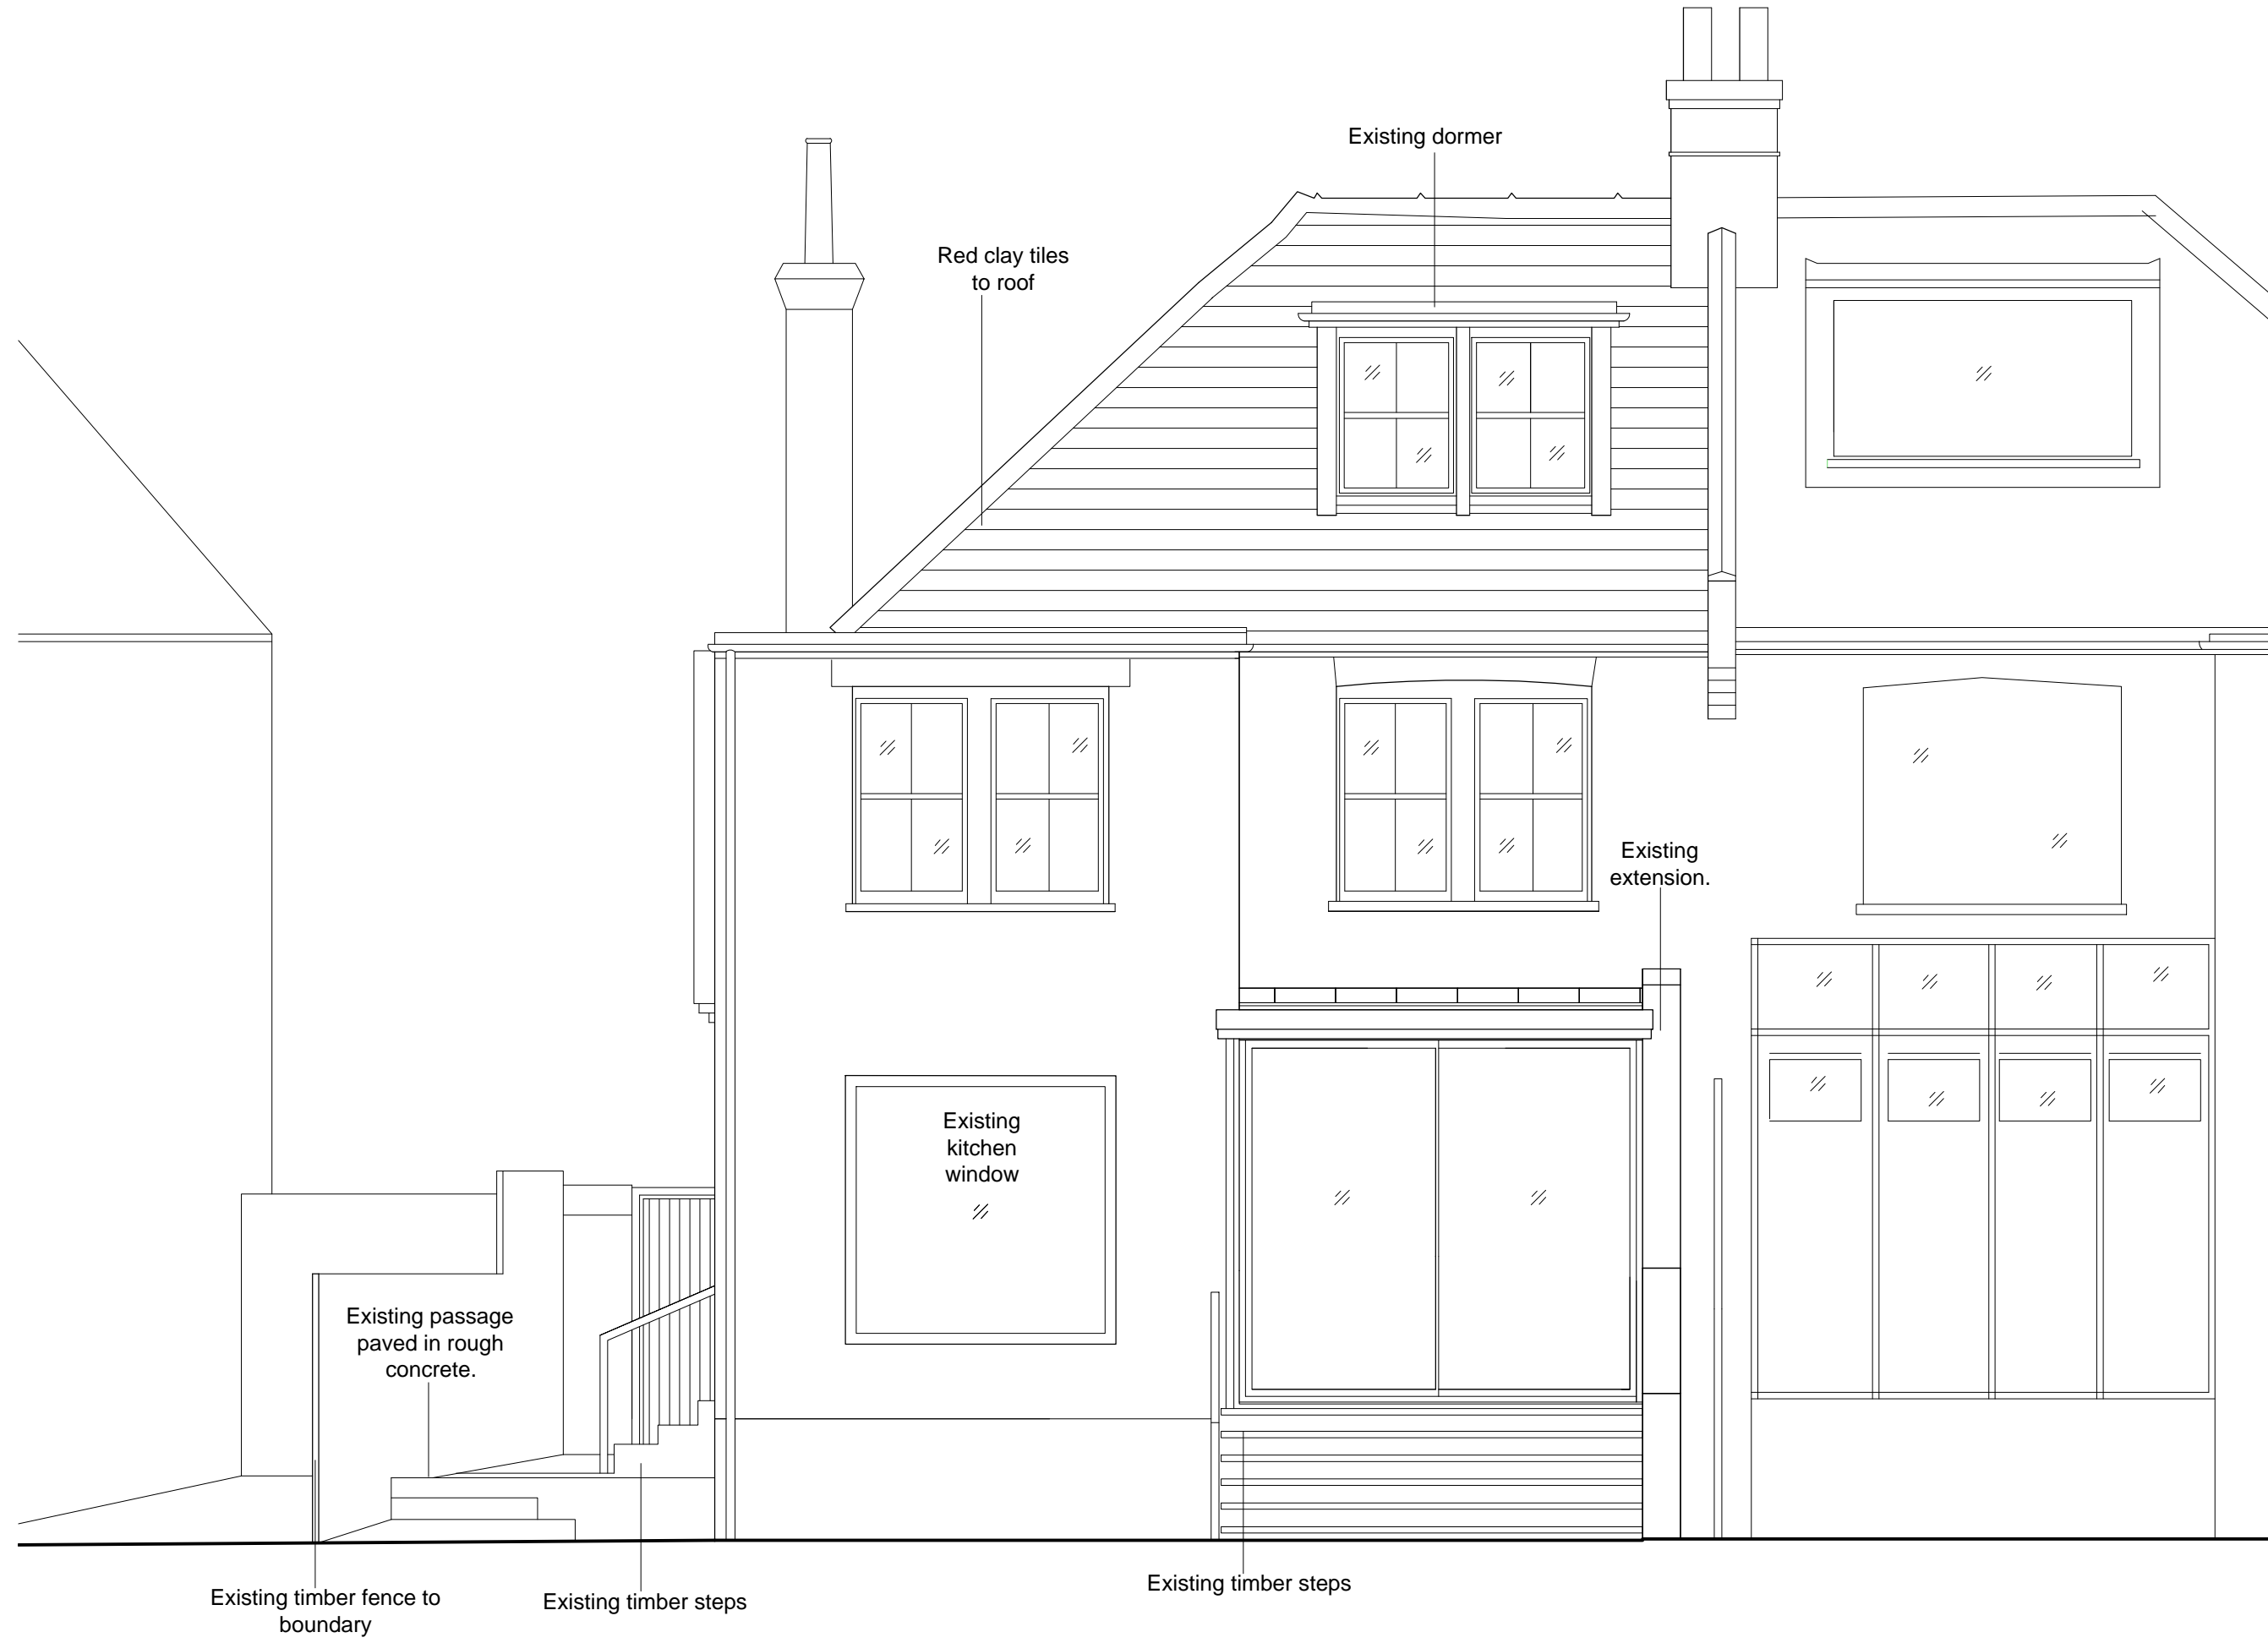 Existing dormer
Red clay tiles
to roof
Existing
extension.
Existing
kitchen
window
Existing passage
paved in rough
concrete.
Existing timber fence to
boundary
Existing timber steps
Existing timber steps